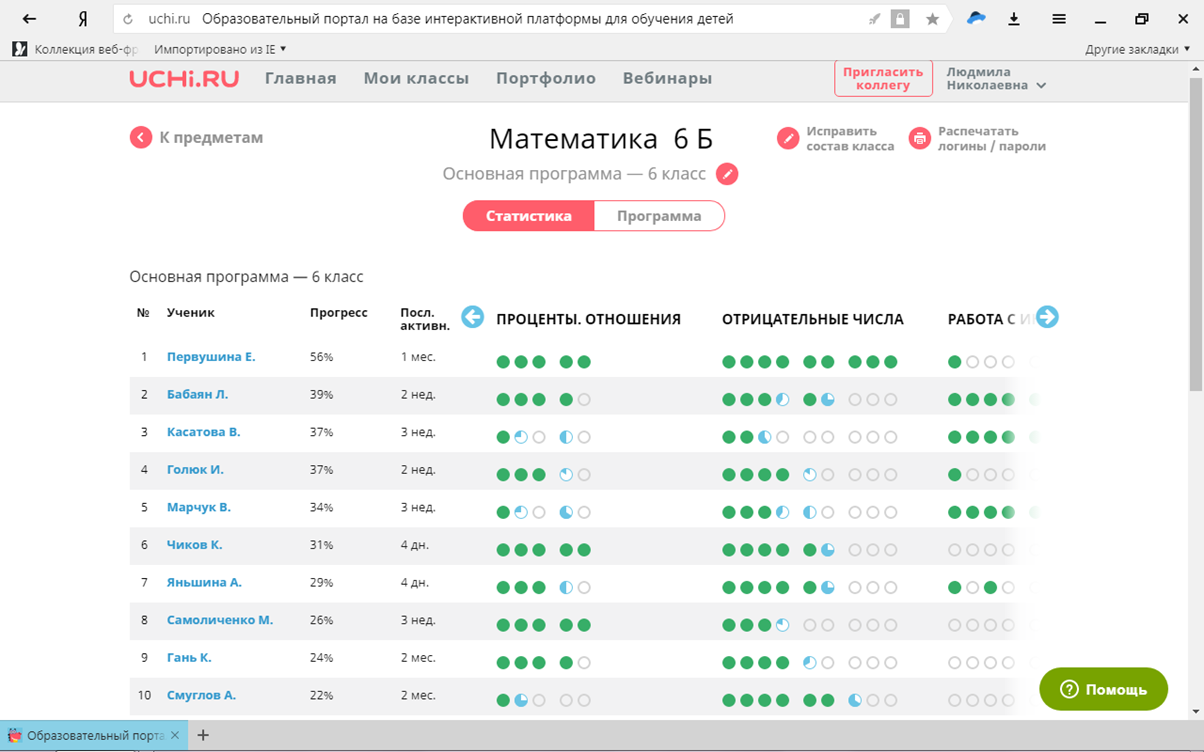 uchi.ru Образовательный портал на базе интерактивной платформы для обучения детей
Коллекция веб-фр Импортировано из IE Другие закладки
UCHi.RU Главная Мои классы Портфолио Вебинары Пригласить коллегу Людмила Николаевна
К предметам
Математика 6 Б
Исправить состав класса
Распечатать логины / пароли
Основная программа — 6 класс
Статистика Программа
Основная программа — 6 класс
№ Ученик Прогресс Посл. активн. ПРОЦЕНТЫ. ОТНОШЕНИЯ ОТРИЦАТЕЛЬНЫЕ ЧИСЛА РАБОТА С И
1 Первушина Е. 56% 1 мес.
2 Бабаян Л. 39% 2 нед.
3 Касатова В. 37% 3 нед.
4 Голюк И. 37% 2 нед.
5 Марчук В. 34% 3 нед.
6 Чиков К. 31% 4 дн.
7 Яньшина А. 29% 4 дн.
8 Самоличенко М. 26% 3 нед.
9 Гань К. 24% 2 мес.
10 Смуглов А. 22% 2 мес.
Помощь
Образовательный порта